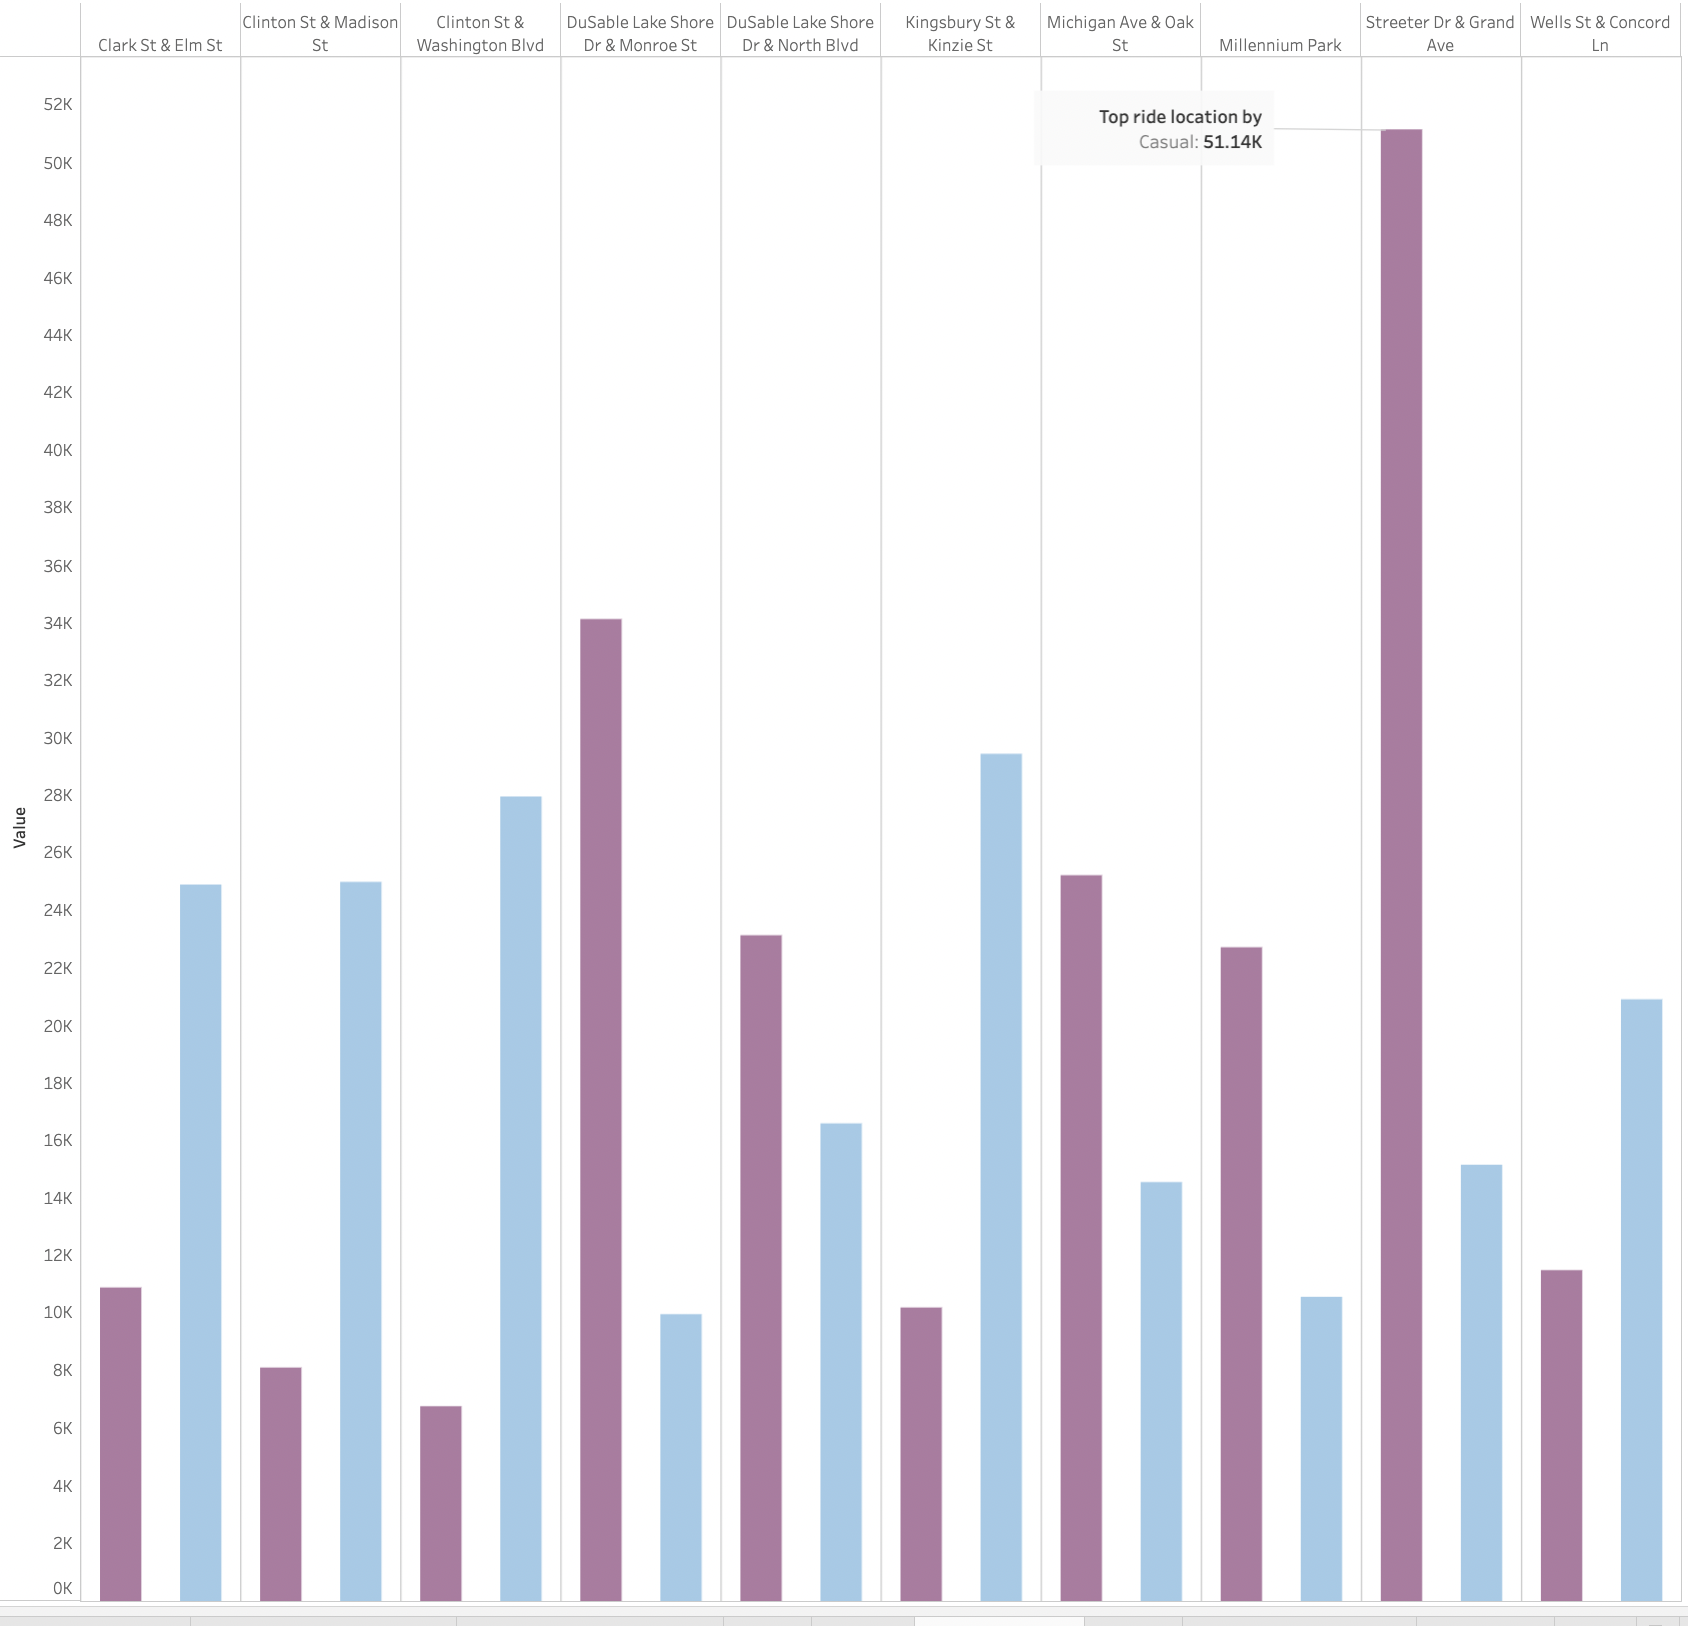 Clark St & Elm St
Clinton St & Madison
St
Clinton St &
Washington Blvd
DuSable Lake Shore
Dr & Monroe St
DuSable Lake Shore
Dr & North Blvd
Kingsbury St &
Kinzie St
Michigan Ave & Oak
St
Millennium Park
Streeter Dr & Grand
Ave
Wells St & Concord
Ln
Top ride location by
Casual: 51.14K
Value
52K
50K
48K
46K
44K
42K
40K
38K
36K
34K
32K
30K
28K
26K
24K
22K
20K
18K
16K
14K
12K
10K
8K
6K
4K
2K
0K